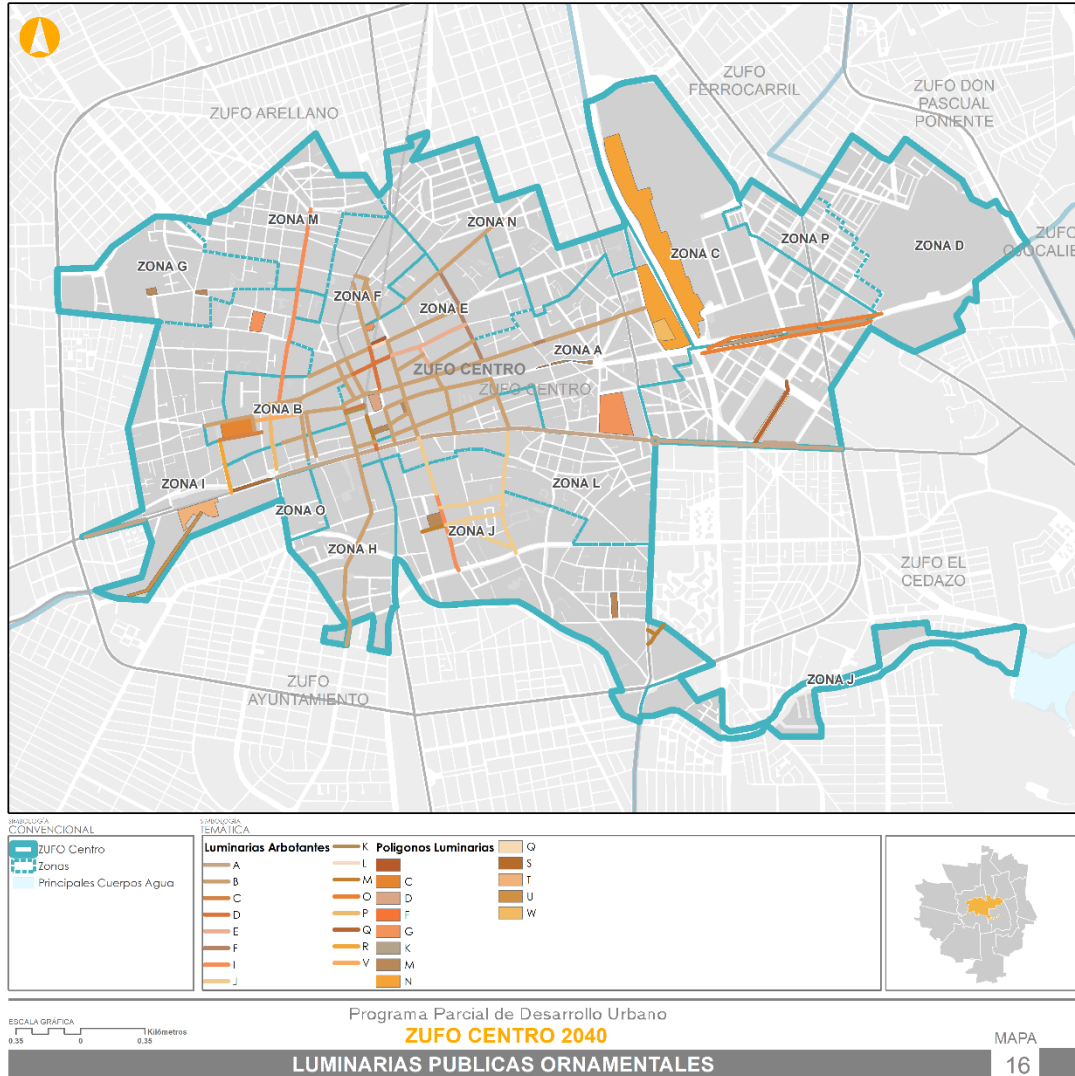 ZUFO
FERROCARRIL
ZUFO DON
PASCUAL
PONIENTE
ZUFO ARELLANO
ZONA M
ZONA N
ZONA P
ZUFO
OJOCALIE
ZONA D
ZONA C
ZONA G
ZONA F
ZONA E
ZONA A
ZUFO CENTRO
ZUFO CENTRO
ZONA B
ZONA I
ZONA L
ZONA O
ZONA J
ZONA H
ZUFO EL
CEDAZO
ZUFO
AYUNTAMIENTO
ZONA J
SIMBOLOGÍA
CONVENCIONAL
ZUFO Centro
Zonas
Principales Cuerpos Agua
SIMBOLOGÍA
TEMATICA
Luminarias Arbotantes
A
B
C
D
E
F
I
J
K
L
M
O
P
Q
R
V
Poligonos Luminarias
C
D
F
G
K
M
N
Q
S
T
U
W
ESCALA GRÁFICA
0.35 0 0.35 Kilómetros
Programa Parcial de Desarrollo Urbano
ZUFO CENTRO 2040
LUMINARIAS PUBLICAS ORNAMENTALES
MAPA
16